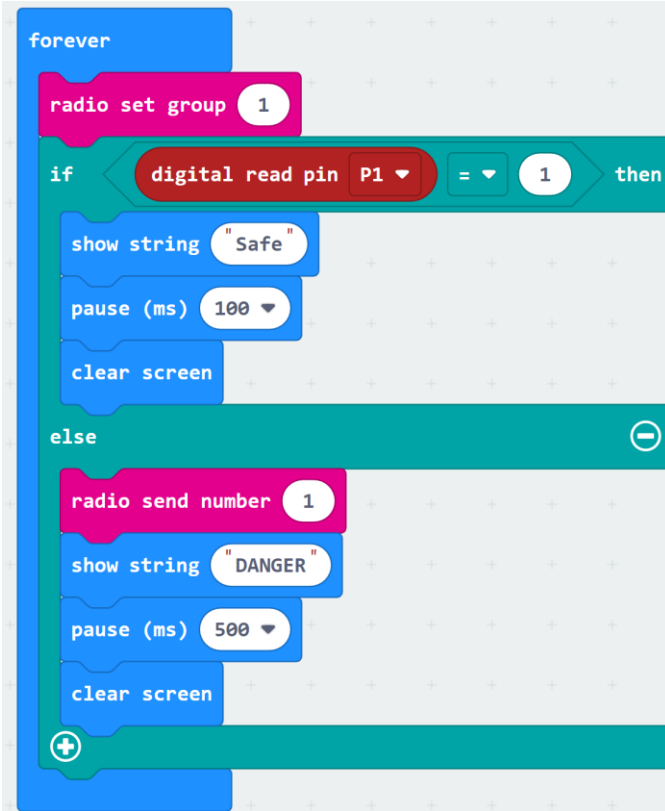 forever
radio set group 1
if digital read pin P1 = 1 then
show string "Safe"
pause (ms) 100
clear screen
else
radio send number 1
show string "DANGER"
pause (ms) 500
clear screen